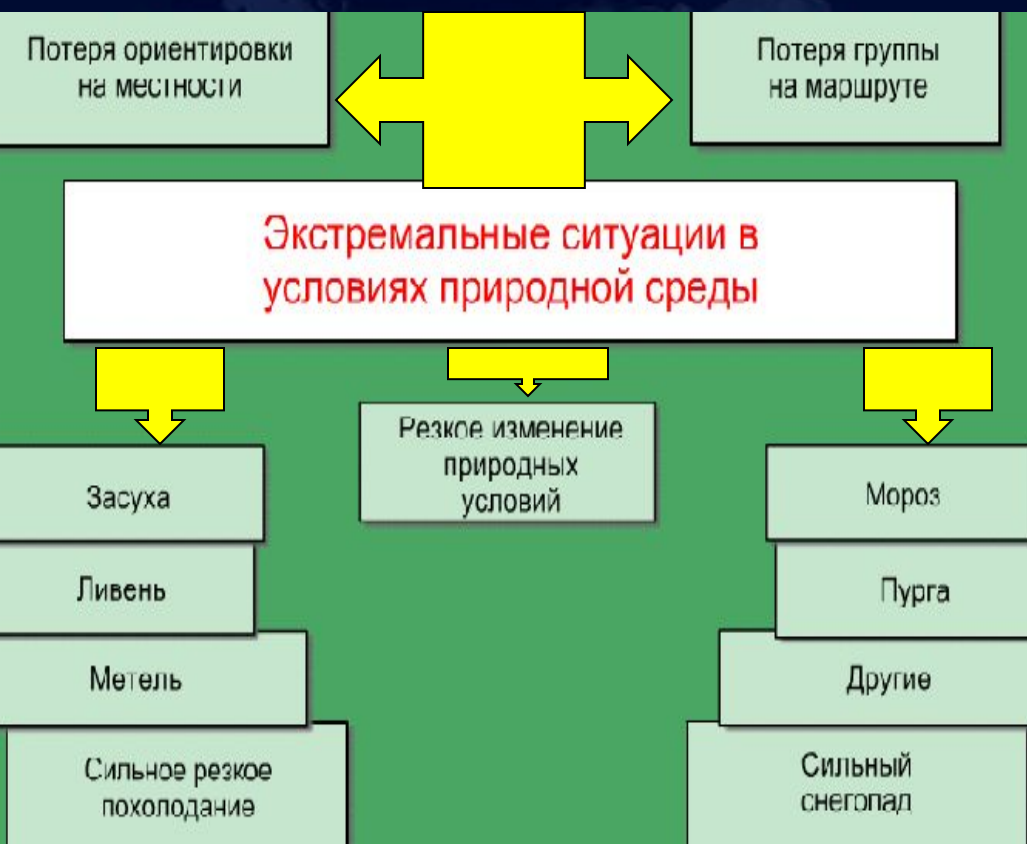 Потеря ориентировки
на местности
Потеря группы
на маршруте
Экстремальные ситуации в
условиях природной среды
Резкое изменение
природных
условий
Засуха
Ливень
Метель
Сильное резкое
похолодание
Мороз
Пурга
Другие
Сильный
снегопад